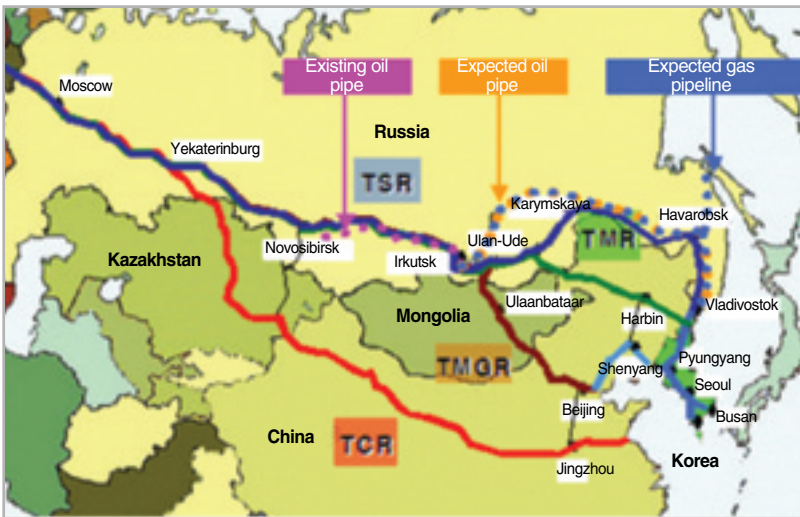 Existing oil
pipe
Expected oil
pipe
Expected gas
pipeline
Moscow
Russia
Yekaterinburg
TSR
Karymskaya
Havarobsk
TMR
Ulan-Ude
Novosibirsk
Irkutsk
Kazakhstan
Ulaanbataar
Vladivostok
Mongolia
Harbin
Pyungyang
Shenyang
TMGR
Seoul
Beijing
Busan
China
TCR
Korea
Jingzhou